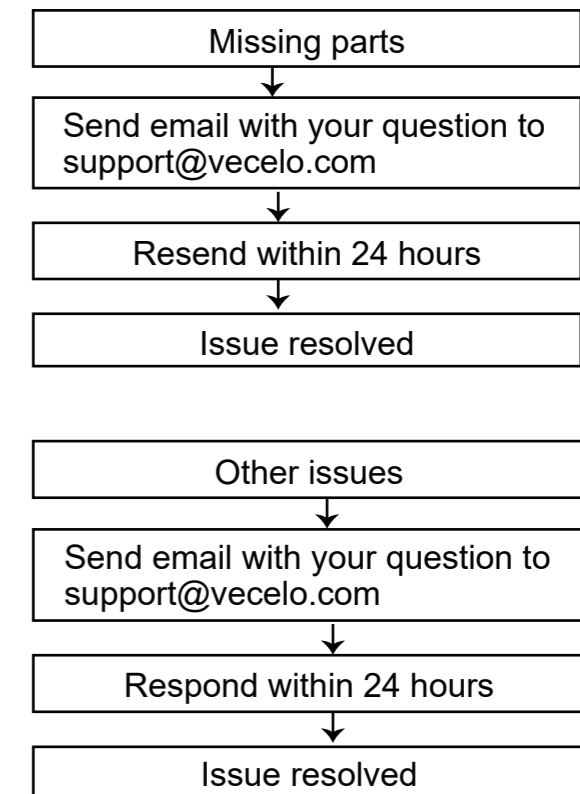 Missing parts
Send email with your question to
support@vecelo.com
Resend within 24 hours
Issue resolved
Other issues
Send email with your question to
support@vecelo.com
Respond within 24 hours
Issue resolved